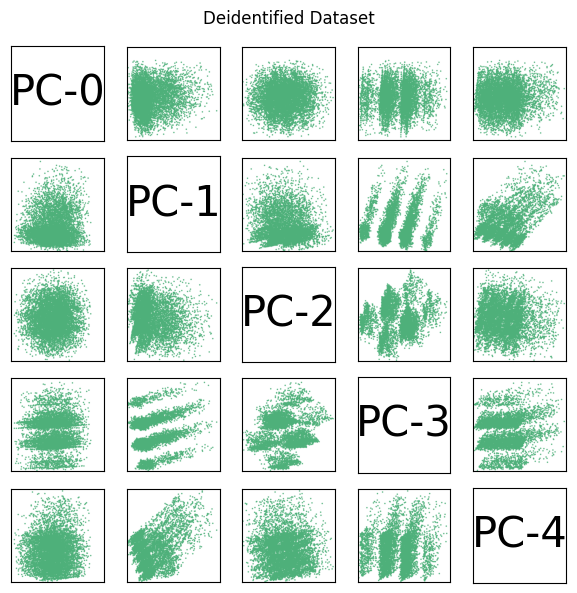 Deidentified Dataset
PC-0
PC-1
PC-2
PC-3
PC-4